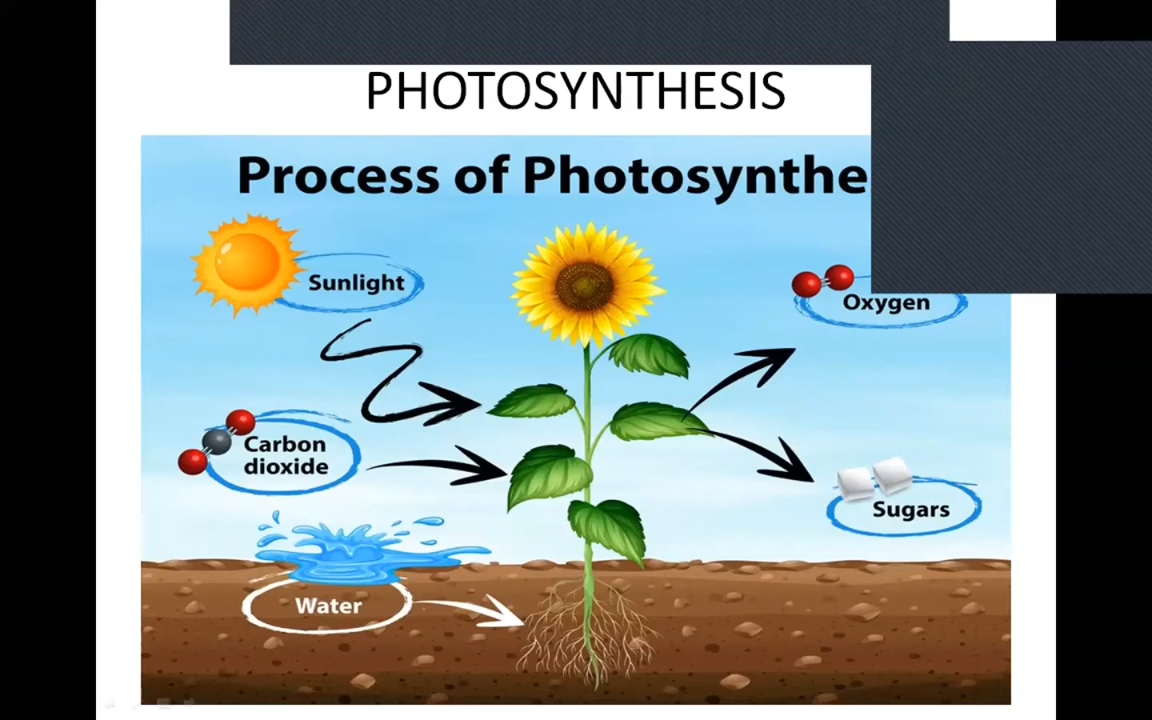 PHOTOSYNTHESIS
Process of Photosynthe
Sunlight
Oxygen
Carbon
dioxide
Sugars
Water